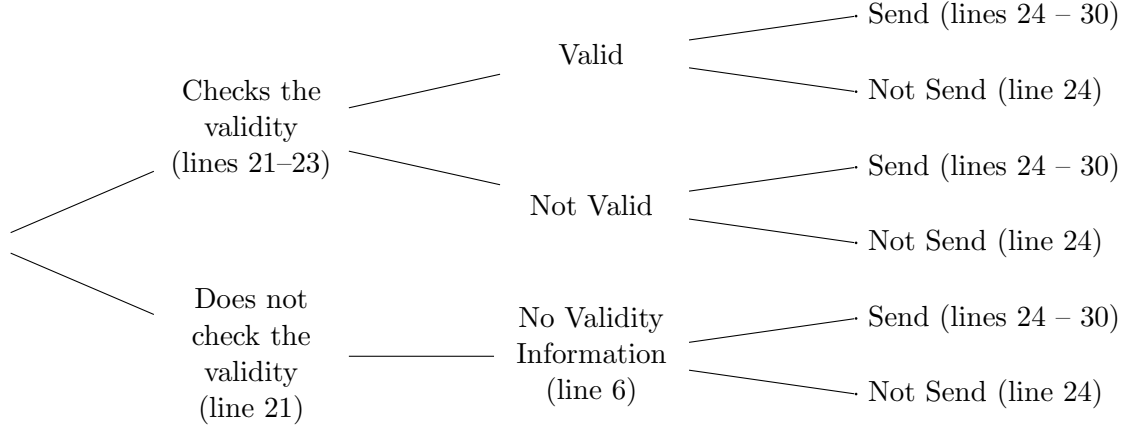 Checks the
validity
(lines 21–23)
Does not
check the
validity
(line 21)
Valid
Not Valid
No Validity
Information
(line 6)
Send (lines 24 – 30)
Not Send (line 24)
Send (lines 24 – 30)
Not Send (line 24)
Send (lines 24 – 30)
Not Send (line 24)